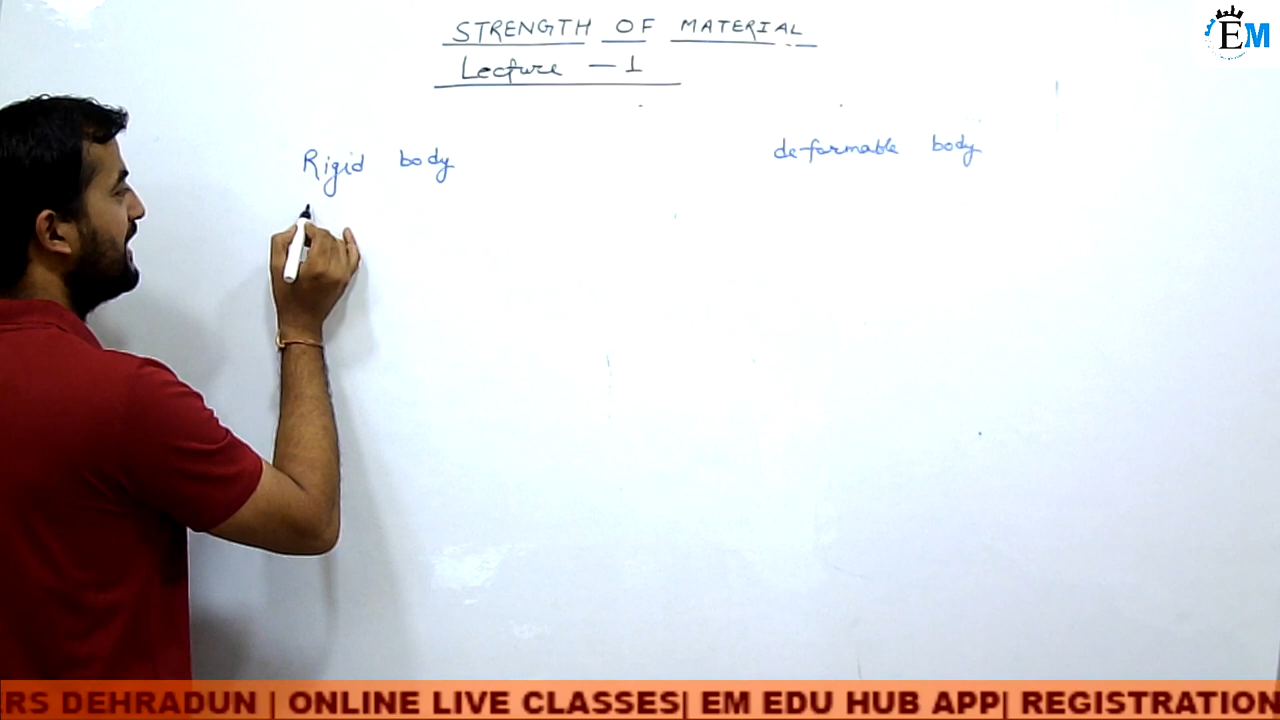 STRENGTH OF MATERIAL
Lecture - 1
EM
Rigid body
deformable body
RS DEHRADUN | ONLINE LIVE CLASSES| EM EDU HUB APP| REGISTRATION